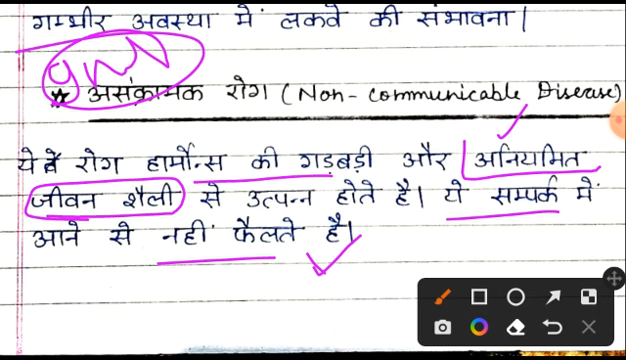 गम्भीर अवस्था में लकवे की संभावना।
* असंक्रामक रोग (Non-communicable Disease)
ये रोग हार्मोन्स की गड़बड़ी और अनियमित
जीवन शैली से उत्पन्न होते है। ये सम्पर्क में
आने से नहीं फैलते है।